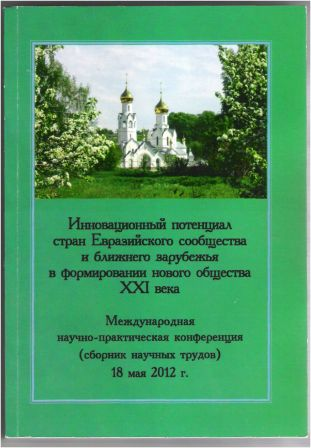 Инновационный потенциал
стран Евразийского сообщества
и ближнего зарубежья
в формировании нового общества
XXI века
Международная
научно-практическая конференция
(сборник научных трудов)
18 мая 2012 г.